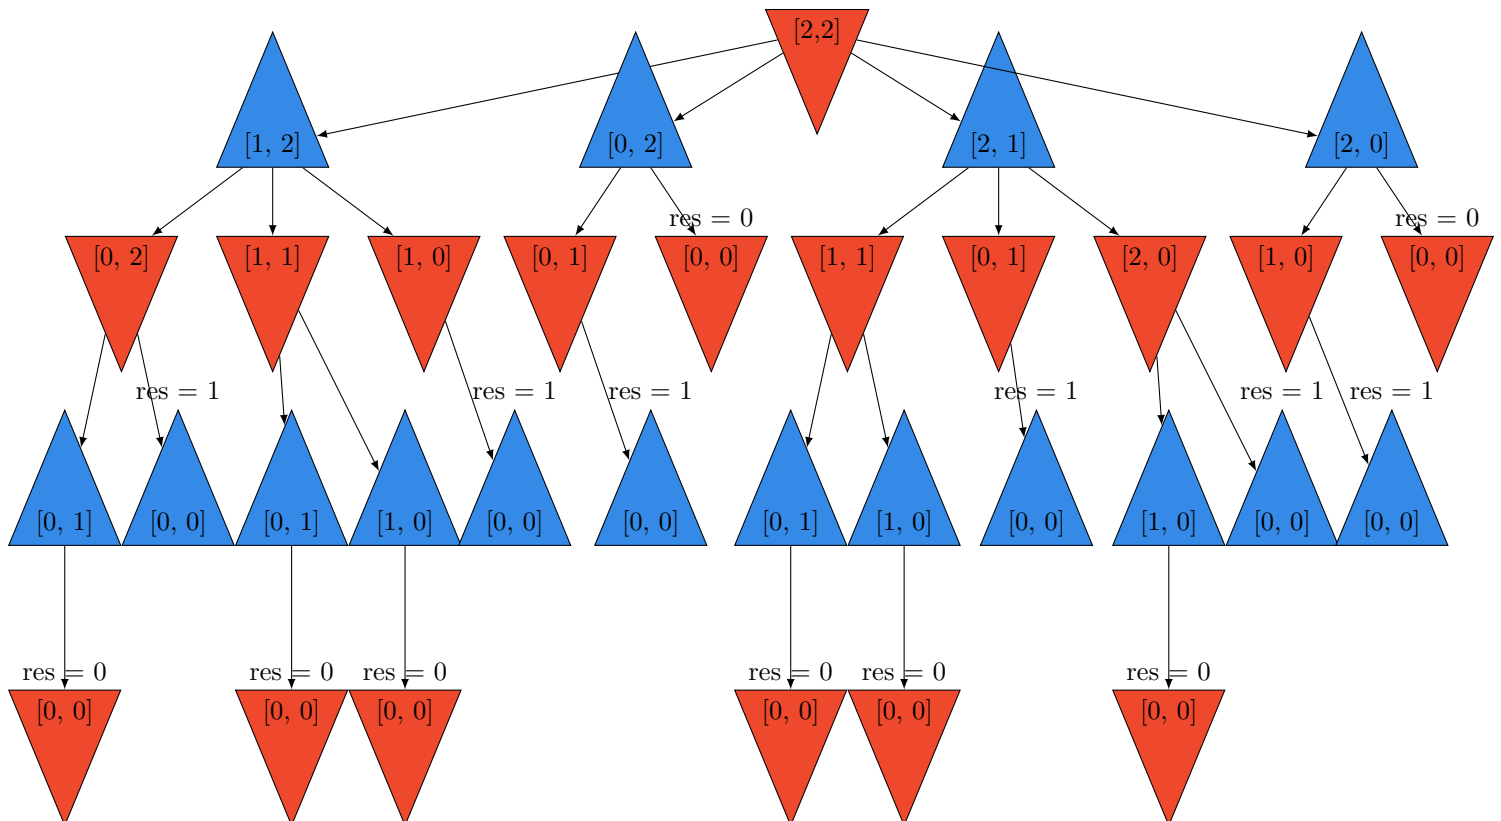 [2,2]
[1, 2]
[0, 2]
[2, 1]
[2, 0]
res = 0
res = 0
[0, 2]
[1, 1]
[1, 0]
[0, 1]
[0, 0]
[1, 1]
[0, 1]
[2, 0]
[1, 0]
[0, 0]
res = 1
res = 1
res = 1
res = 1
res = 1
res = 1
[0, 1]
[0, 0]
[0, 1]
[1, 0]
[0, 0]
[0, 0]
[0, 1]
[1, 0]
[0, 0]
[1, 0]
[0, 0]
[0, 0]
res = 0
res = 0
res = 0
res = 0
res = 0
res = 0
[0, 0]
[0, 0]
[0, 0]
[0, 0]
[0, 0]
[0, 0]